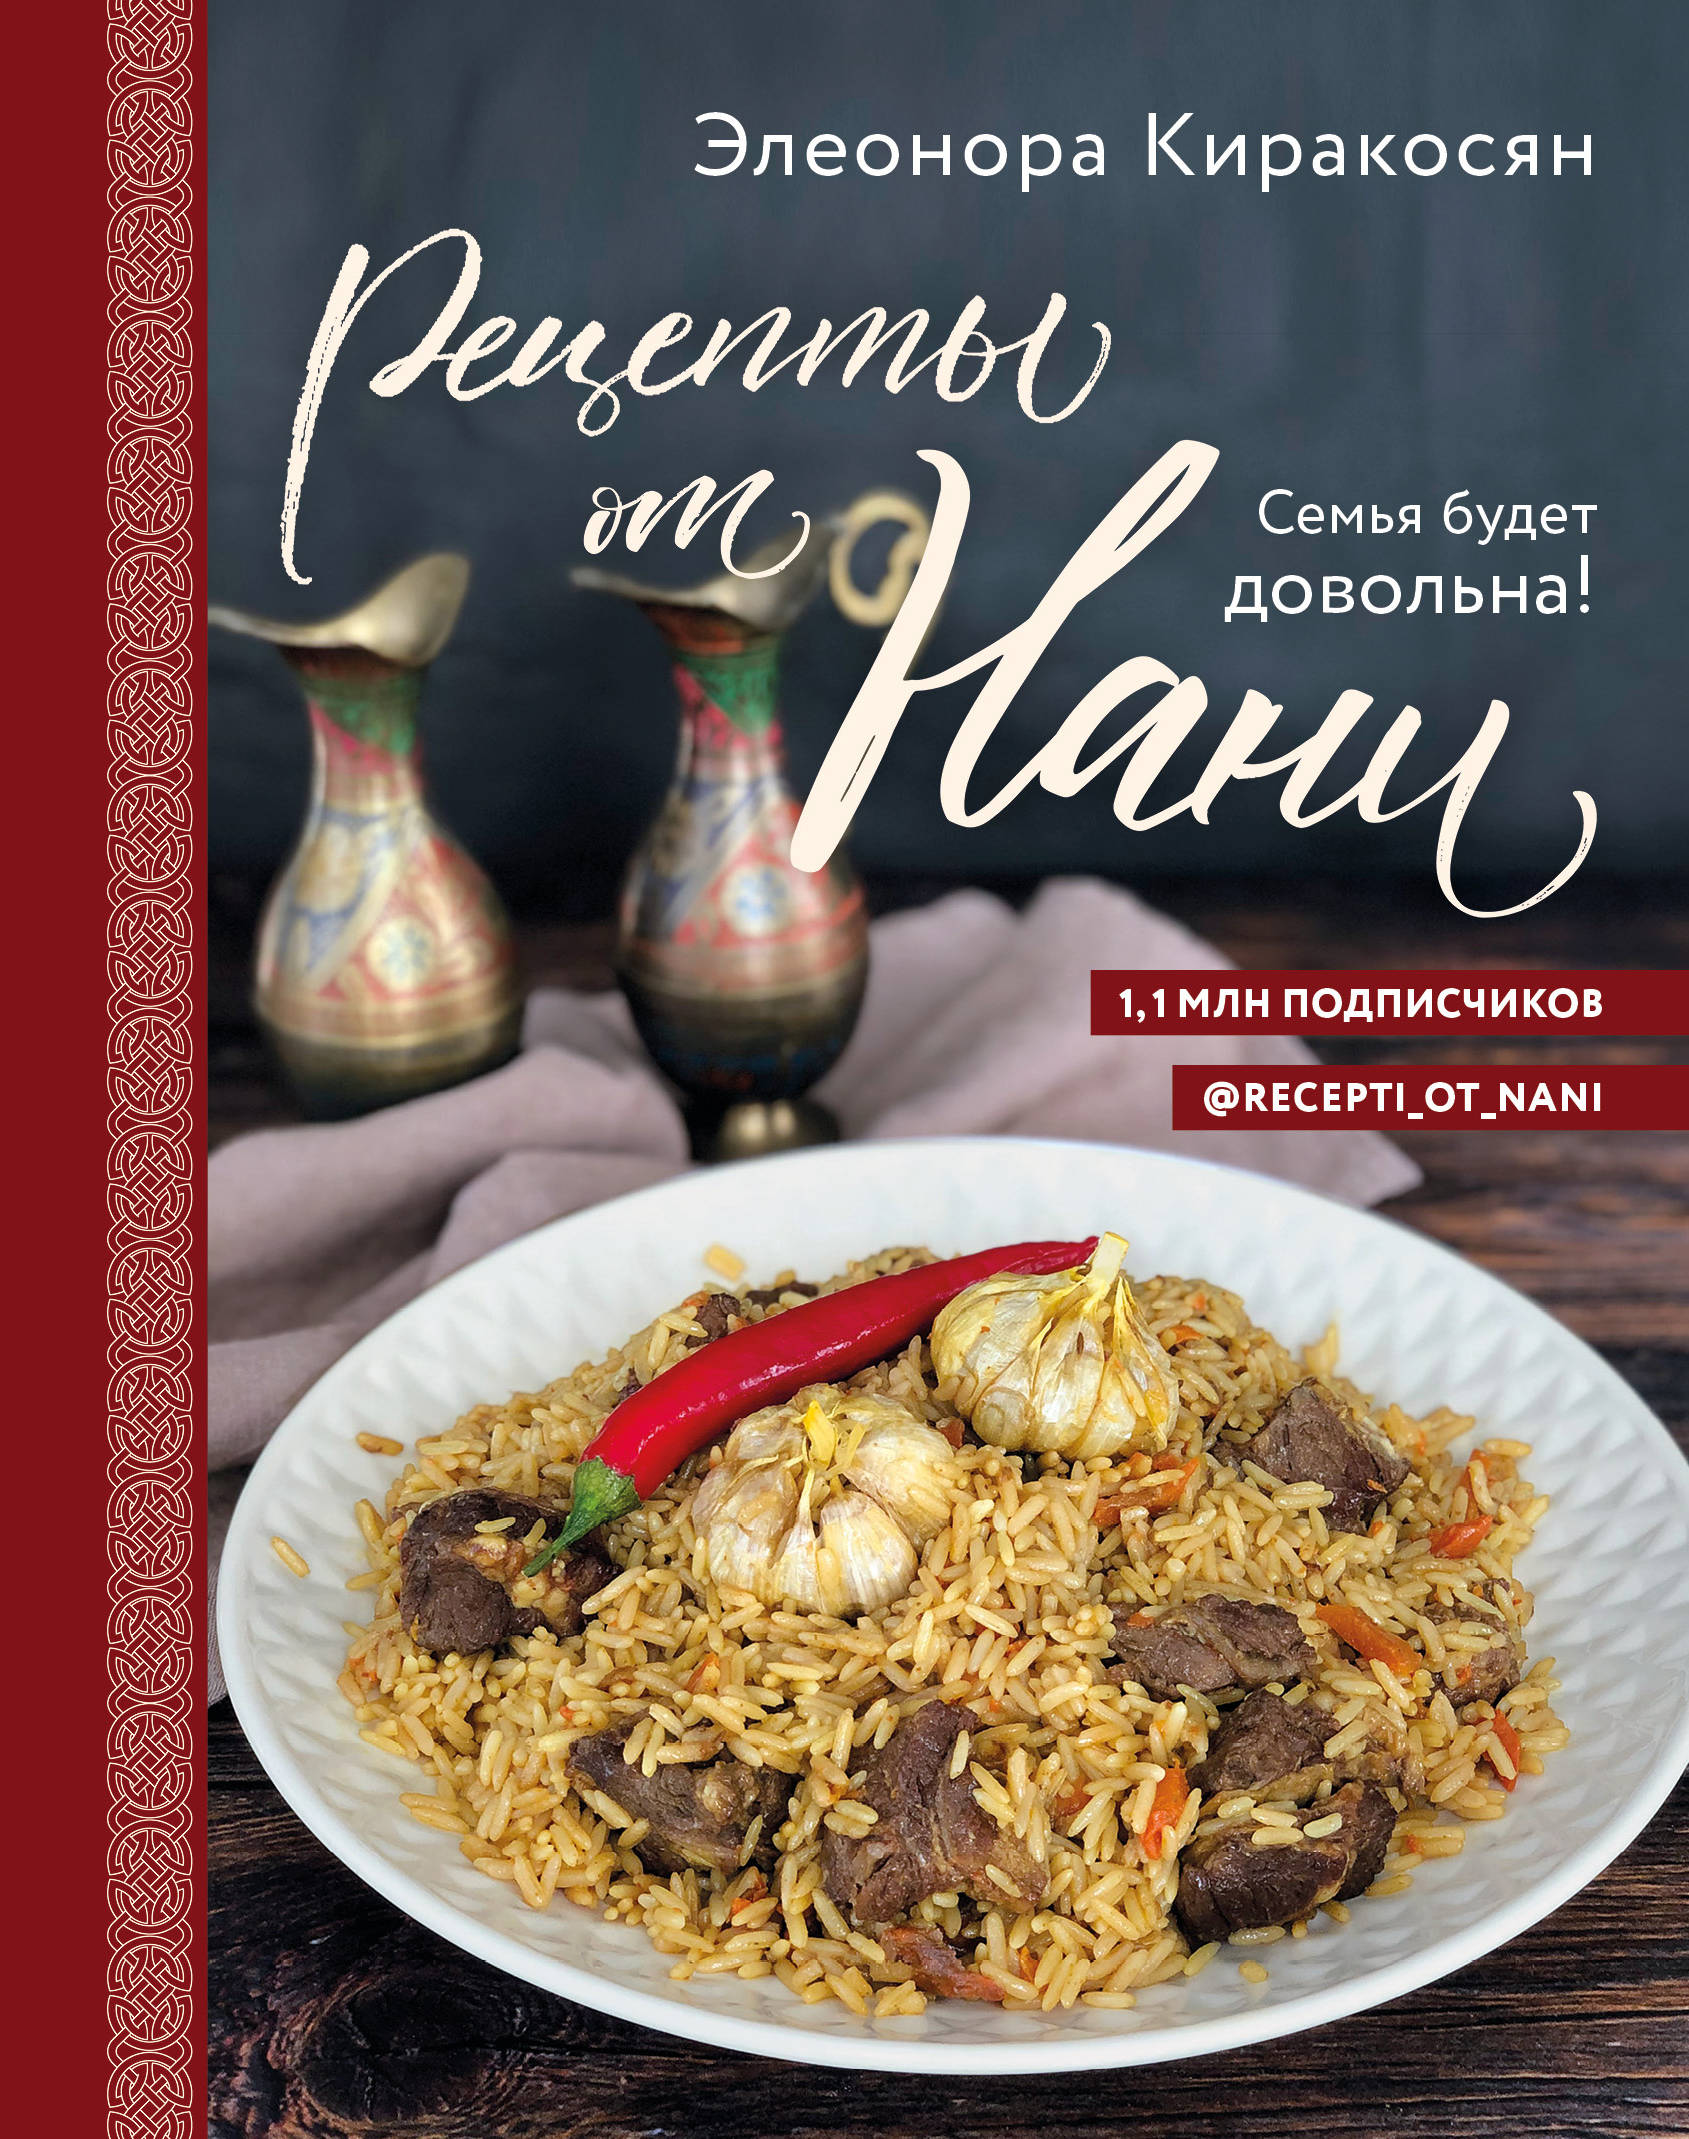 Элеонора Киракосян
Рецепты
от
Нани
Семья будет
довольна!
1,1 МЛН ПОДПИСЧИКОВ
@RECEPTI_OT_NANI